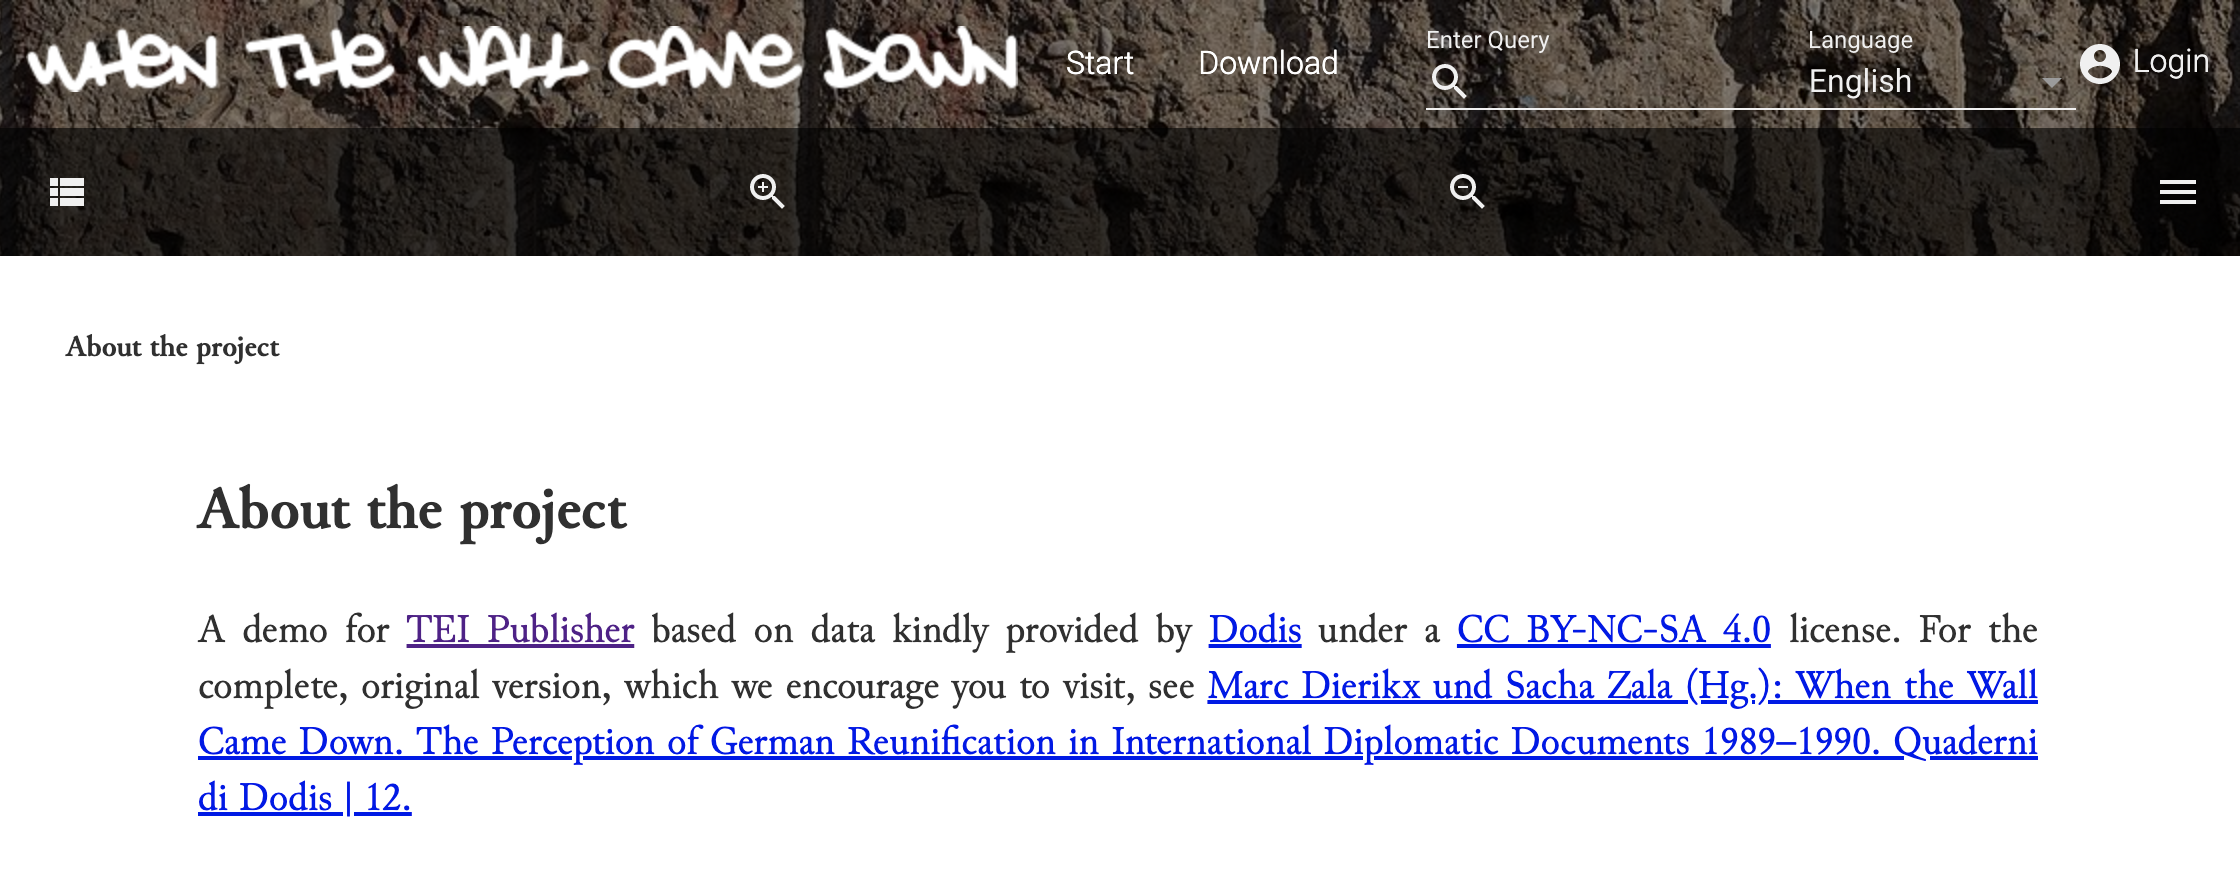 WHEN THE WALL CAME DOWN
Start
Download
Enter Query
Language
English
Login
About the project
About the project
A demo for TEI Publisher based on data kindly provided by Dodis under a CC BY-NC-SA 4.0 license. For the
complete, original version, which we encourage you to visit, see Marc Dierikx und Sacha Zala (Hg.): When the Wall
Came Down. The Perception of German Reunification in International Diplomatic Documents 1989–1990. Quaderni
di Dodis | 12.